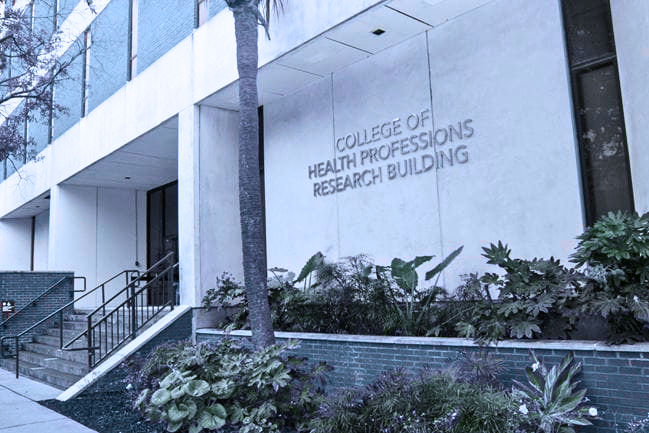 COLLEGE OF
HEALTH PROFESSIONS
RESEARCH BUILDING